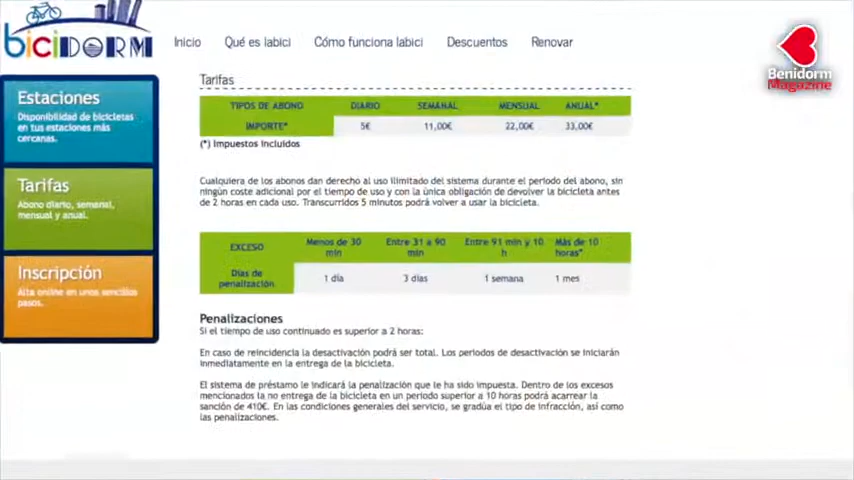 biciDORM
Inicio
Qué es labici
Cómo funciona labici
Descuentos
Renovar
Benidorm
Magazine
Estaciones
Disponibilidad de bicicletas
en tus estaciones más
cercanas.
Tarifas
Abono diario, semanal,
mensual y anual.
Inscripción
Alta online en unos sencillos
pasos.
Tarifas
TIPOS DE ABONO DIARIO SEMANAL MENSUAL ANUAL*
IMPORTE* 5€ 11,00€ 22,00€ 33,00€
(*) Impuestos incluidos
Cualquiera de los abonos dan derecho al uso ilimitado del sistema durante el periodo del abono, sin
ningún coste adicional por el tiempo de uso y con la única obligación de devolver la bicicleta antes
de 2 horas en cada uso. Transcurridos 5 minutos podrá volver a usar la bicicleta.
EXCESO Menos de 30 min Entre 31 a 90 min Entre 91 min y 10 h Más de 10 horas*
Días de penalización 1 día 3 dias 1 semana 1 mes
Penalizaciones
Si el tiempo de uso continuado es superior a 2 horas:
En caso de reincidencia la desactivación podrá ser total. Los periodos de desactivación se iniciarán
inmediatamente en la entrega de la bicicleta.
El sistema de préstamo le indicará la penalización que le ha sido impuesta. Dentro de los excesos
mencionados la no entrega de la bicicleta en un periodo superior a 10 horas podrá acarrear la
sanción de 410€. En las condiciones generales del servicio, se gradúa el tipo de infracción, así como
las penalizaciones.